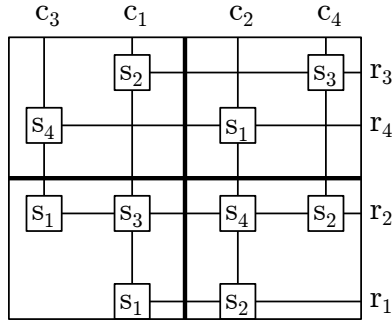 c₃ c₁ c₂ c₄
s₂ s₃ r₃
s₄ s₁ r₄
s₁ s₃ s₄ s₂ r₂
s₁ s₂ r₁